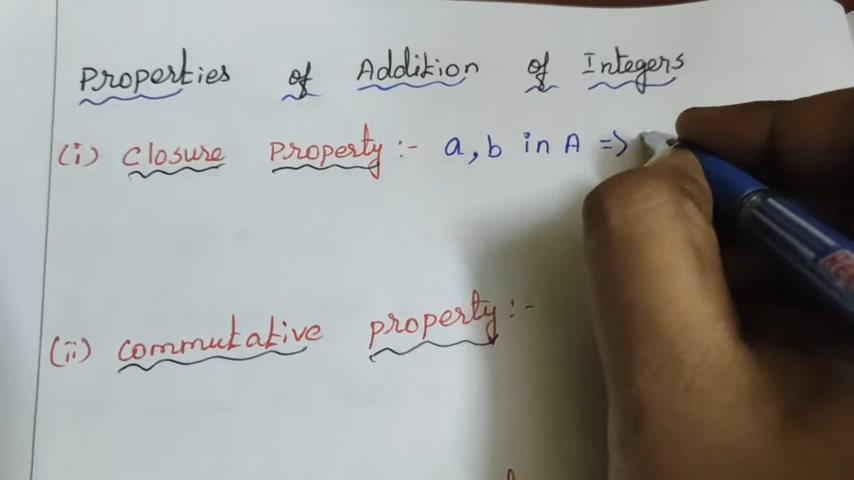 Properties of Addition of Integers
(i) Closure Property :- a, b in A =>
(ii) Commutative property :-